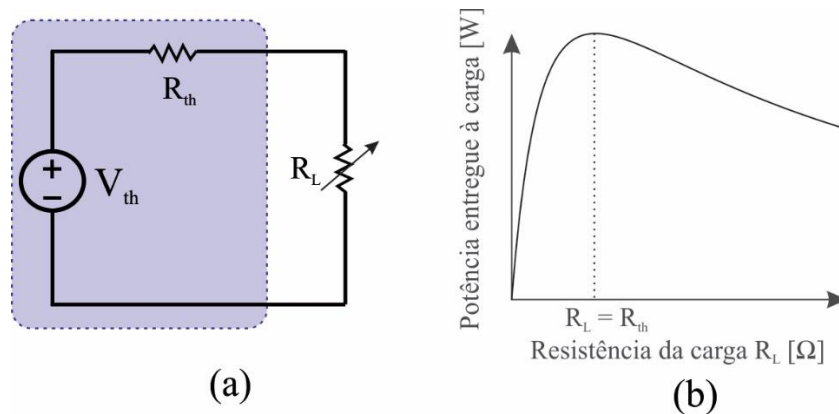 R_th
+
V_th
−
R_L
(a)
Potência entregue à carga [W]
R_L = R_th
Resistência da carga R_L [Ω]
(b)